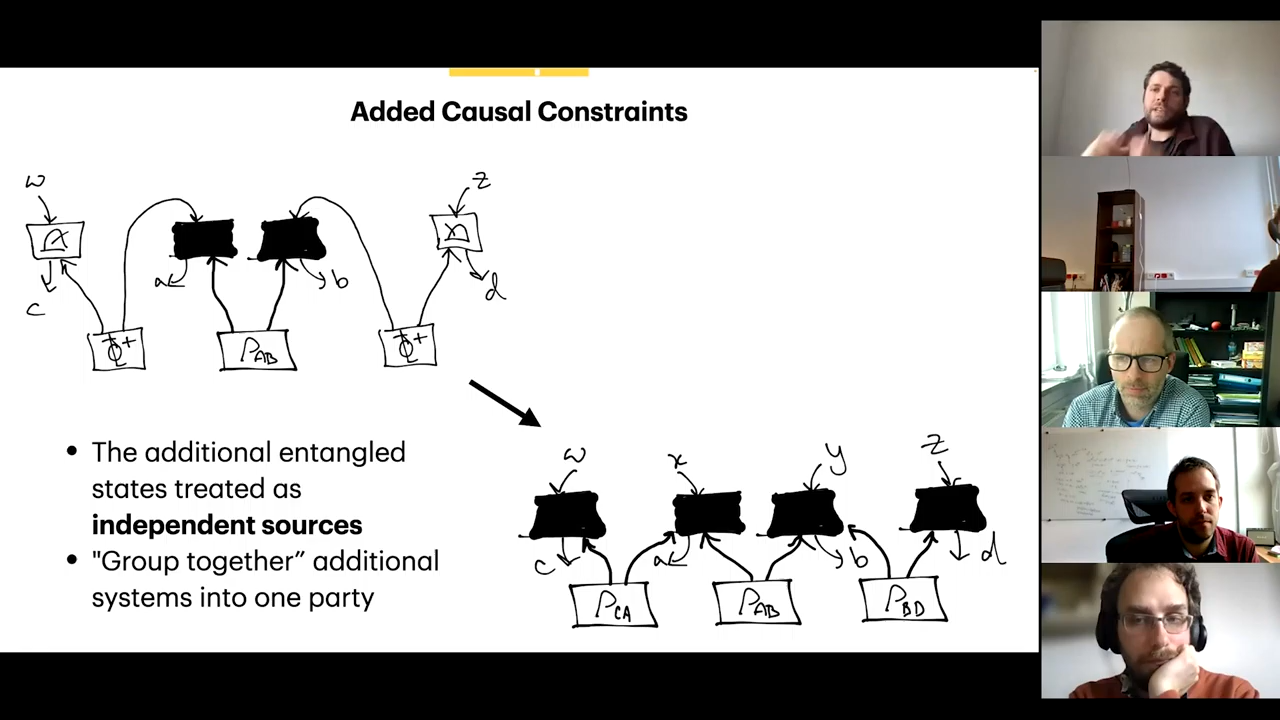 Added Causal Constraints
w
z
a
b
c
d
Φ+
ρAB
Φ+
• The additional entangled
states treated as
independent sources
• "Group together” additional
systems into one party
w
x
y
z
c
a
b
d
ρCA
ρAB
ρBD